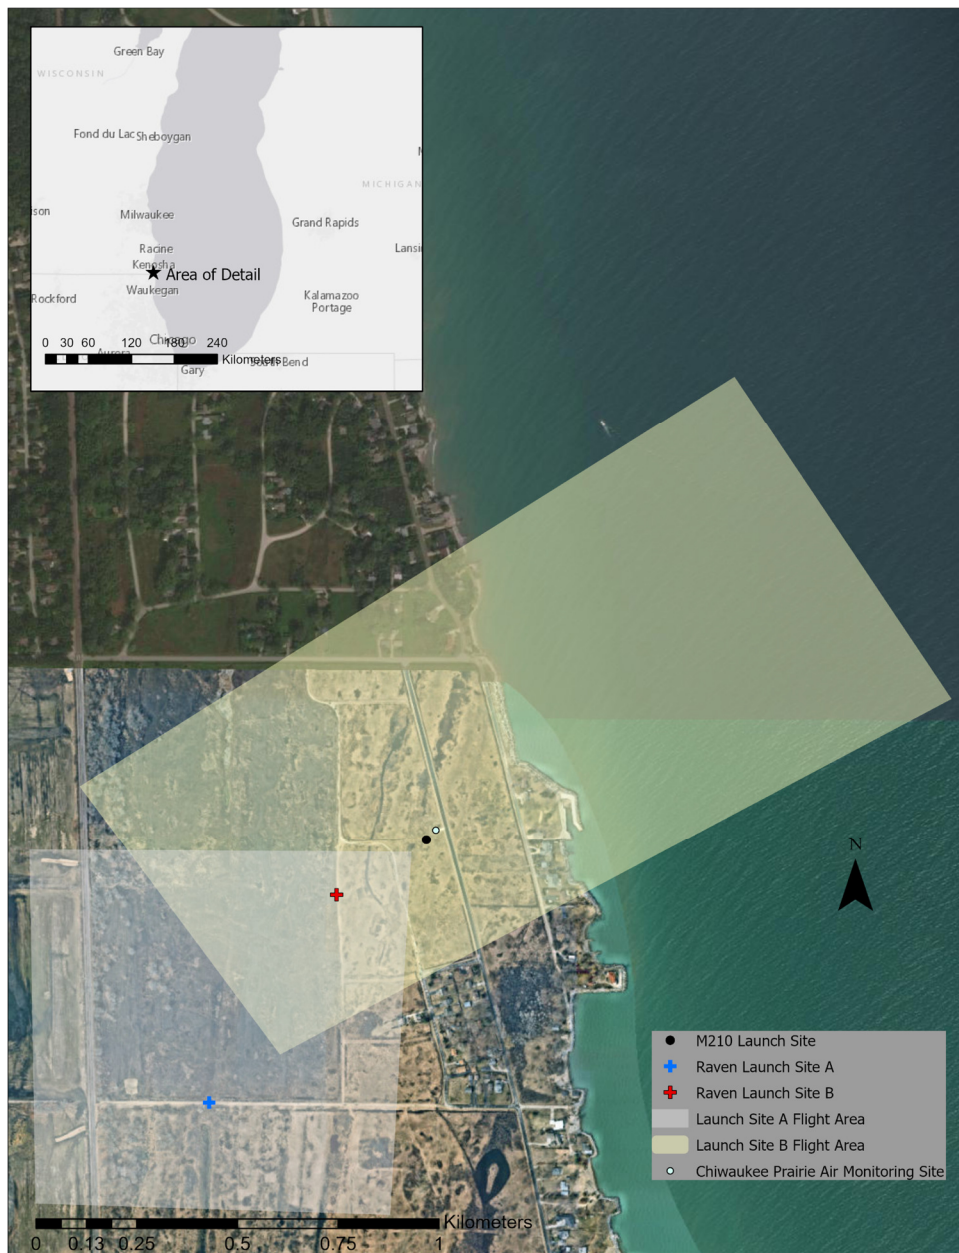 Green Bay
WISCONSIN
Fond du Lac
Sheboygan
MICHIGAN
Milwaukee
Grand Rapids
Racine
Kenosha
Area of Detail
Waukegan
Rockford
Kalamazoo
Portage
Chicago
0 30 60 120 180 240
Kilometers
Aurora
South Bend
Gary
N
M210 Launch Site
Raven Launch Site A
Raven Launch Site B
Launch Site A Flight Area
Launch Site B Flight Area
Chiwaukee Prairie Air Monitoring Site
Kilometers
0 0.13 0.25 0.5 0.75 1